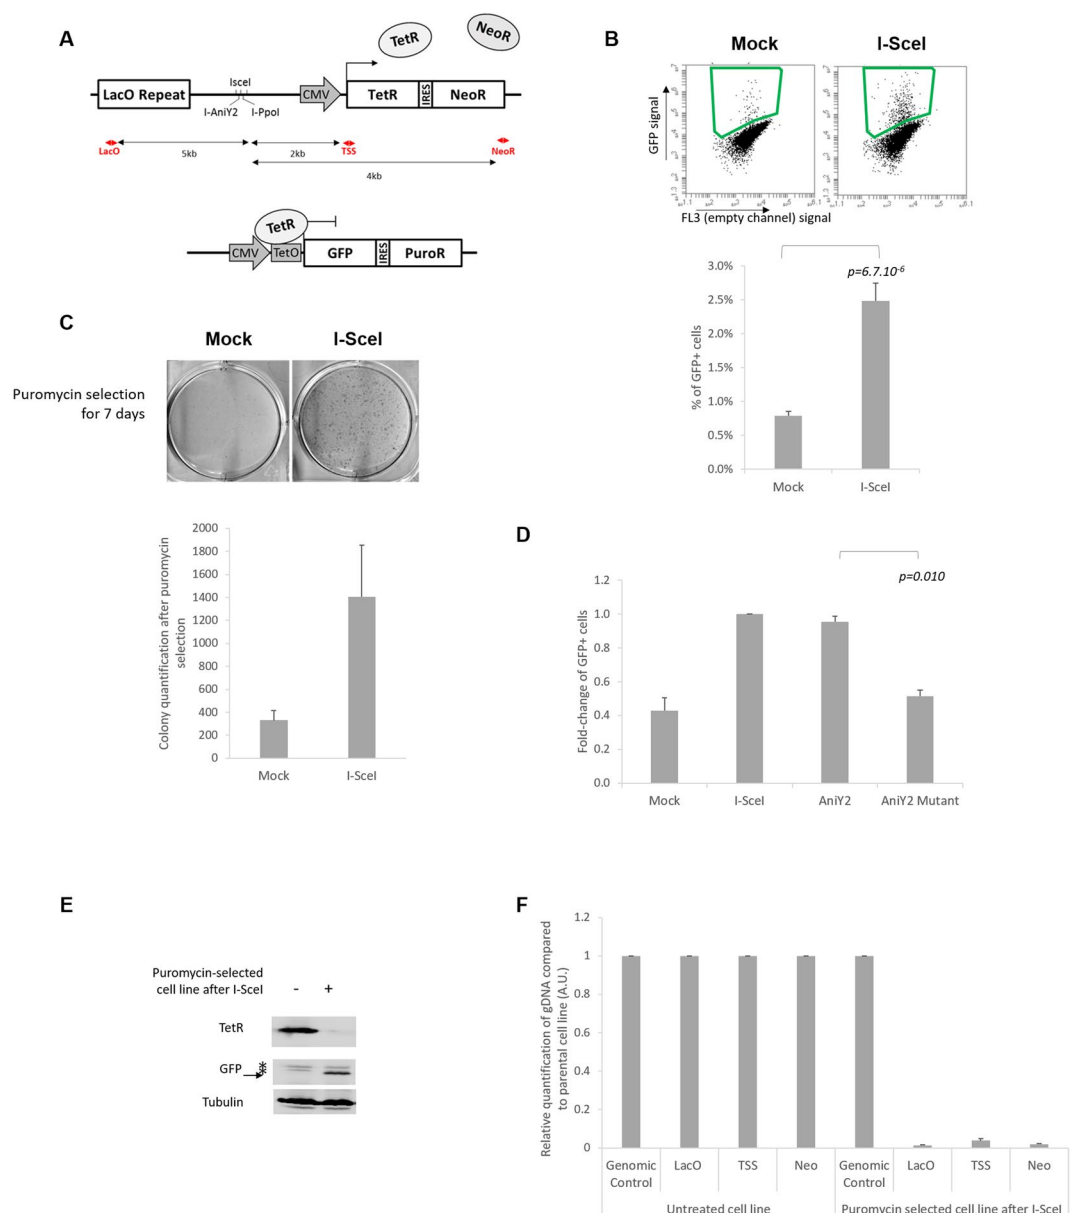 A
TetR
NeoR
IsceI
LacO Repeat
CMV
TetR
IRES
NeoR
I-AniY2
I-PpoI
LacO
5kb
2kb
TSS
NeoR
4kb
TetR
CMV
TetO
GFP
IRES
PuroR
B
Mock
I-SceI
GFP signal
FL3 (empty channel) signal
p=6.7.10-6
3.0%
2.5%
2.0%
1.5%
1.0%
0.5%
0.0%
% of GFP+ cells
Mock
I-SceI
C
Mock
I-SceI
Puromycin selection
for 7 days
Colony quantification after puromycin
selection
2000
1800
1600
1400
1200
1000
800
600
400
200
0
Mock
I-SceI
D
p=0.010
Fold-change of GFP+ cells
1.2
1.0
0.8
0.6
0.4
0.2
0.0
Mock
I-SceI
AniY2
AniY2 Mutant
E
Puromycin-selected
cell line after I-SceI
- +
TetR
GFP
Tubulin
F
Relative quantification of gDNA compared
to parental cell line (A.U.)
1.2
1
0.8
0.6
0.4
0.2
0
Genomic
Control
LacO
TSS
Neo
Genomic
Control
LacO
TSS
Neo
Untreated cell line
Puromycin selected cell line after I-SceI